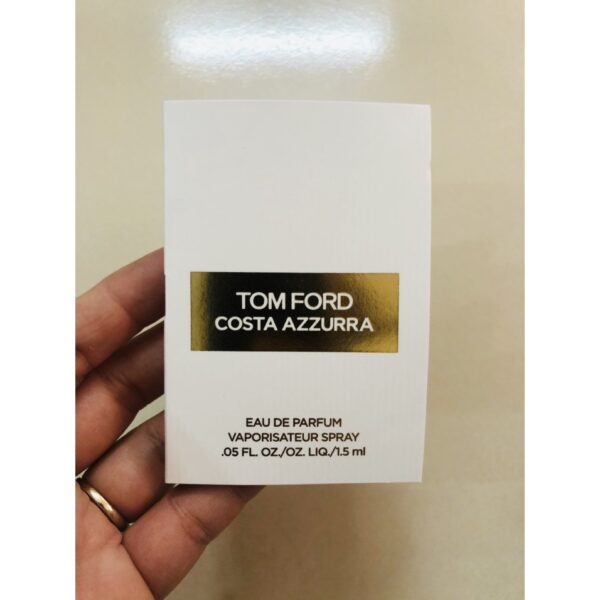 TOM FORD
COSTA AZZURRA
EAU DE PARFUM
VAPORISATEUR SPRAY
.05 FL. OZ./OZ. LIQ./1.5 ml